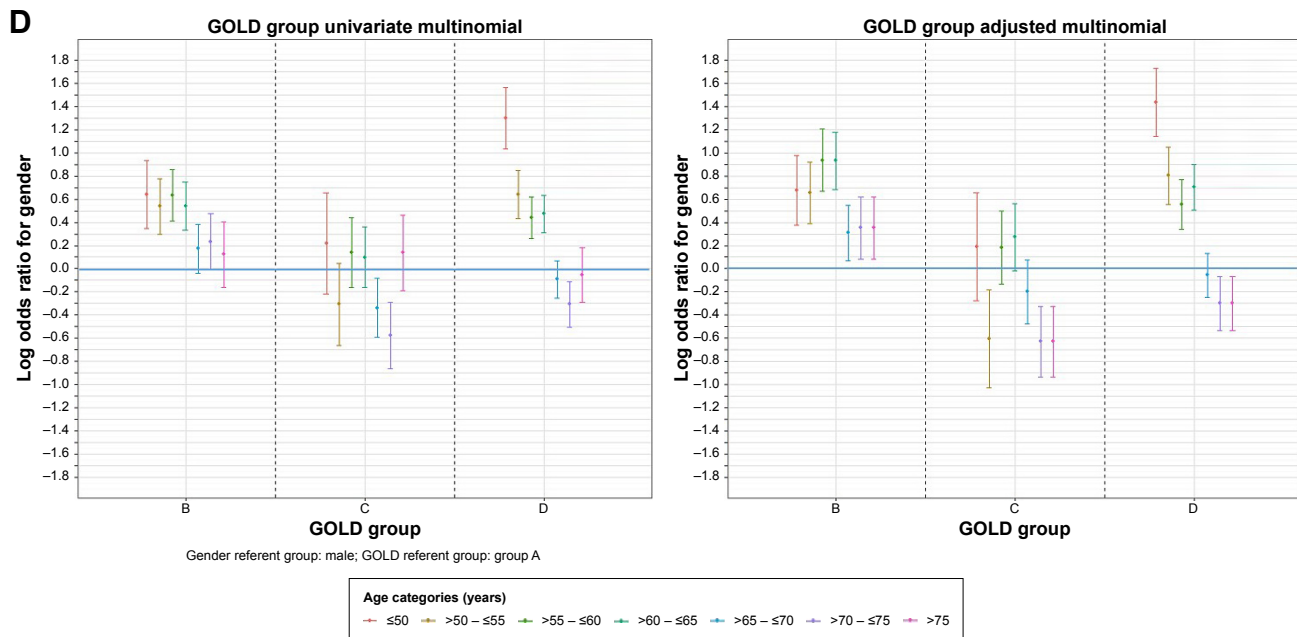 D
GOLD group univariate multinomial
GOLD group adjusted multinomial
Log odds ratio for gender
1.8
1.6
1.4
1.2
1.0
0.8
0.6
0.4
0.2
0.0
–0.2
–0.4
–0.6
–0.8
–1.0
–1.2
–1.4
–1.6
–1.8
B
C
D
GOLD group
Log odds ratio for gender
1.8
1.6
1.4
1.2
1.0
0.8
0.6
0.4
0.2
0.0
–0.2
–0.4
–0.6
–0.8
–1.0
–1.2
–1.4
–1.6
–1.8
B
C
D
GOLD group
Gender referent group: male; GOLD referent group: group A
Age categories (years)
≤50 >50 – ≤55 >55 – ≤60 >60 – ≤65 >65 – ≤70 >70 – ≤75 >75